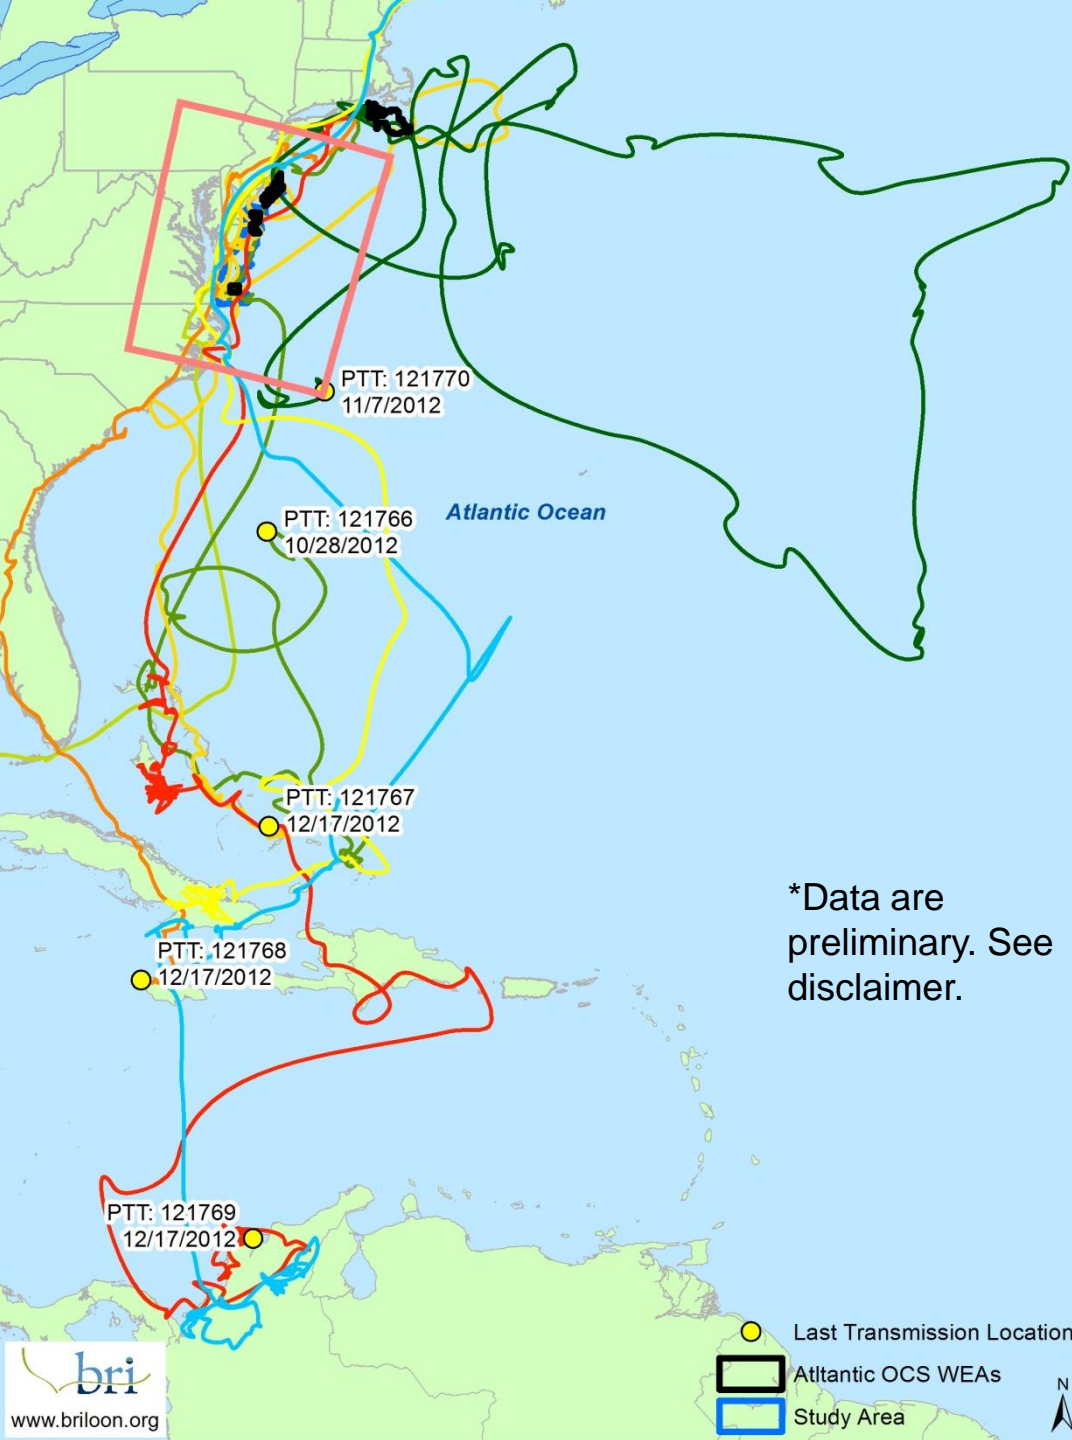 PTT: 121770
11/7/2012
PTT: 121766
10/28/2012
Atlantic Ocean
PTT: 121767
12/17/2012
*Data are
preliminary. See
disclaimer.
PTT: 121768
12/17/2012
PTT: 121769
12/17/2012
bri
www.briloon.org
Last Transmission Location
Atltantic OCS WEAs
Study Area
N